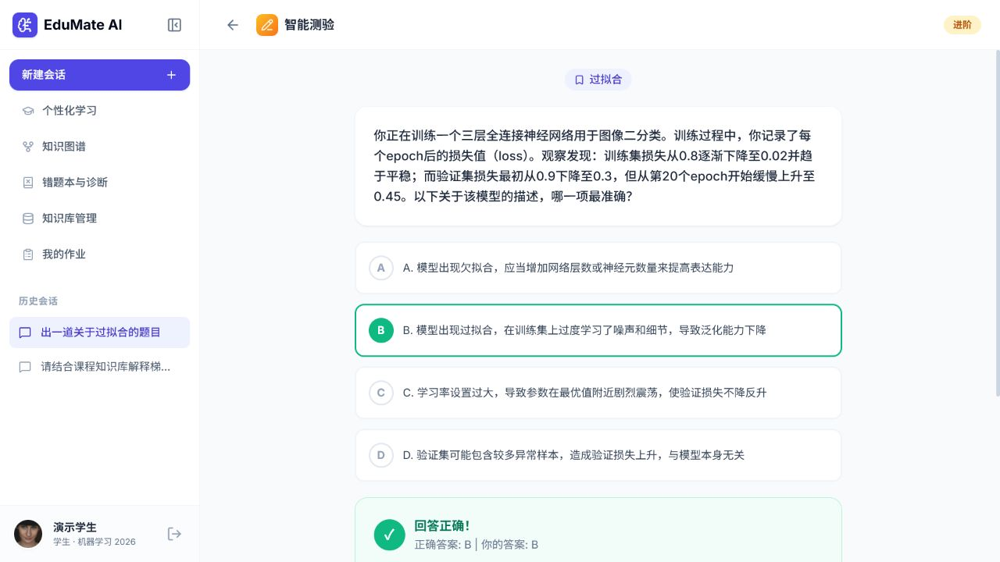 EduMate AI
新建会话
个性化学习
知识图谱
错题本与诊断
知识库管理
我的作业
历史会话
出一道关于过拟合的题目
请结合课程知识库解释梯...
演示学生
学生 · 机器学习 2026
智能测验
进阶
过拟合
你正在训练一个三层全连接神经网络用于图像二分类。训练过程中，你记录了每
个epoch后的损失值（loss）。观察发现：训练集损失从0.8逐渐下降至0.02并趋
于平稳；而验证集损失最初从0.9下降至0.3，但从第20个epoch开始缓慢上升至
0.45。以下关于该模型的描述，哪一项最准确？
A
A. 模型出现欠拟合，应当增加网络层数或神经元数量来提高表达能力
B
B. 模型出现过拟合，在训练集上过度学习了噪声和细节，导致泛化能力下降
C
C. 学习率设置过大，导致参数在最优值附近剧烈震荡，使验证损失不降反升
D
D. 验证集可能包含较多异常样本，造成验证损失上升，与模型本身无关
回答正确！
正确答案: B | 你的答案: B